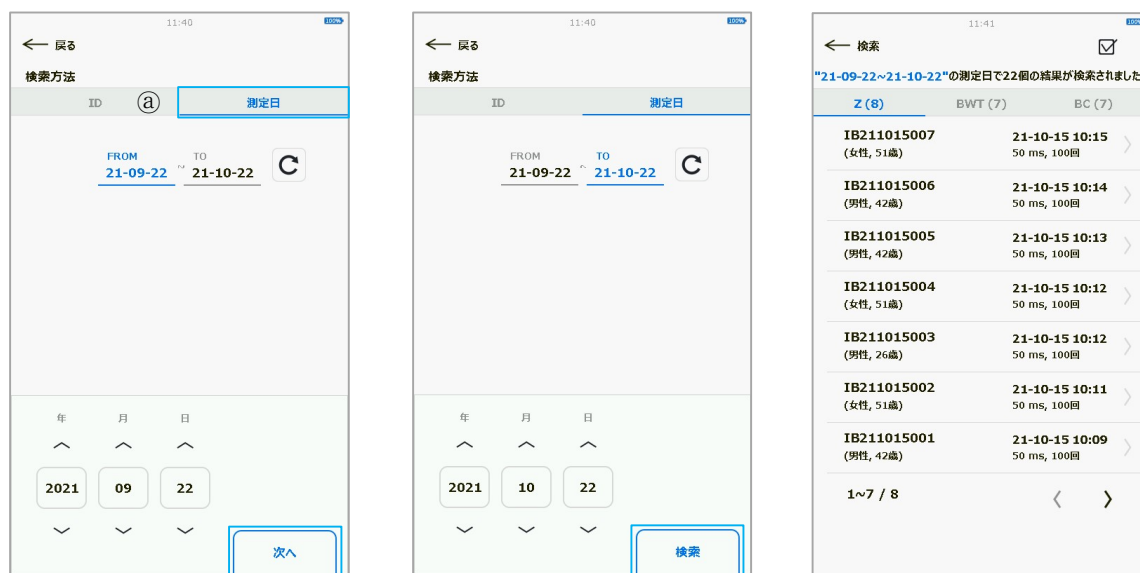 11:40
100%
← 戻る
検索方法
ID
ⓐ
測定日
FROM
21-09-22
~
TO
21-10-22
年
月
日
2021
09
22
次へ
11:40
100%
← 戻る
検索方法
ID
測定日
FROM
21-09-22
~
TO
21-10-22
年
月
日
2021
10
22
検索
11:41
← 検索
"21-09-22~21-10-22"の測定日で22個の結果が検索されました
Z (8)
BWT (7)
BC (7)
IB211015007 21-10-15 10:15
(女性, 51歳) 50 ms, 100回
IB211015006 21-10-15 10:14
(男性, 42歳) 50 ms, 100回
IB211015005 21-10-15 10:13
(男性, 42歳) 50 ms, 100回
IB211015004 21-10-15 10:12
(女性, 51歳) 50 ms, 100回
IB211015003 21-10-15 10:12
(男性, 26歳) 50 ms, 100回
IB211015002 21-10-15 10:11
(女性, 51歳) 50 ms, 100回
IB211015001 21-10-15 10:09
(男性, 42歳) 50 ms, 100回
1~7 / 8